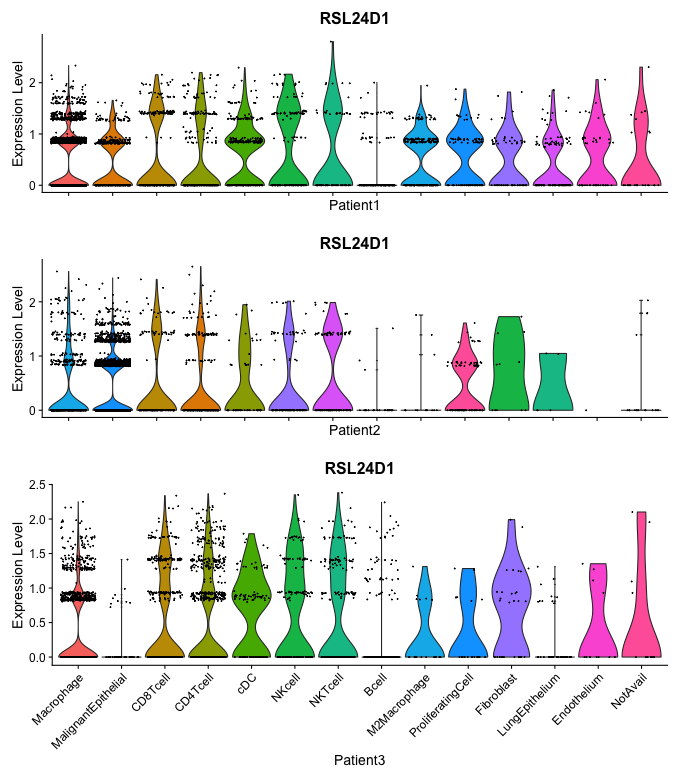 RSL24D1
Expression Level
2
1
0
Patient1
RSL24D1
Expression Level
2
1
0
Patient2
RSL24D1
Expression Level
2.5
2.0
1.5
1.0
0.5
0.0
Macrophage
MalignantEpithelial
CD8Tcell
CD4Tcell
cDC
NKcell
NKTcell
Bcell
M2Macrophage
ProliferatingCell
Fibroblast
LungEpithelium
Endothelium
NotAvail
Patient3